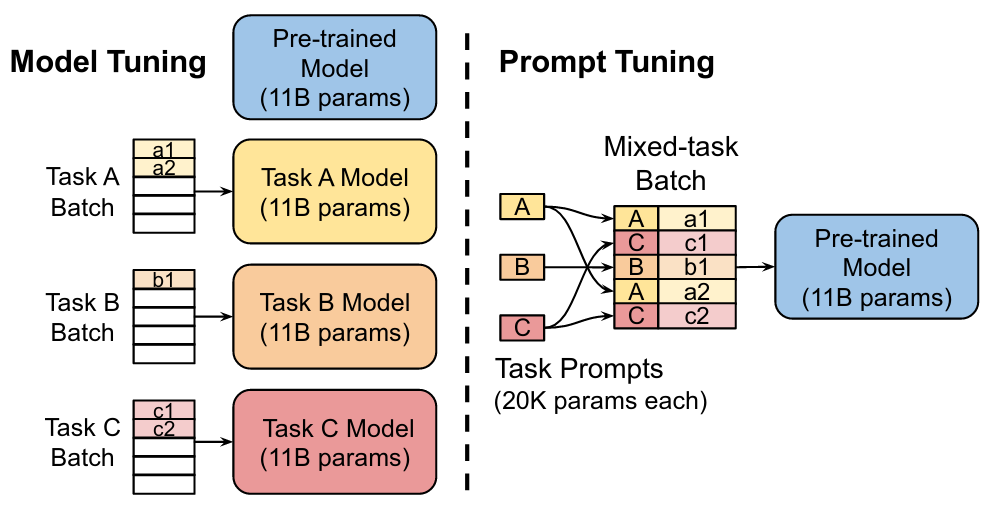 Model Tuning
Pre-trained
Model
(11B params)
Task A
Batch
a1
a2
Task A Model
(11B params)
Task B
Batch
b1
Task B Model
(11B params)
Task C
Batch
c1
c2
Task C Model
(11B params)
Prompt Tuning
Mixed-task
Batch
A
B
C
A a1
C c1
B b1
A a2
C c2
Task Prompts
(20K params each)
Pre-trained
Model
(11B params)